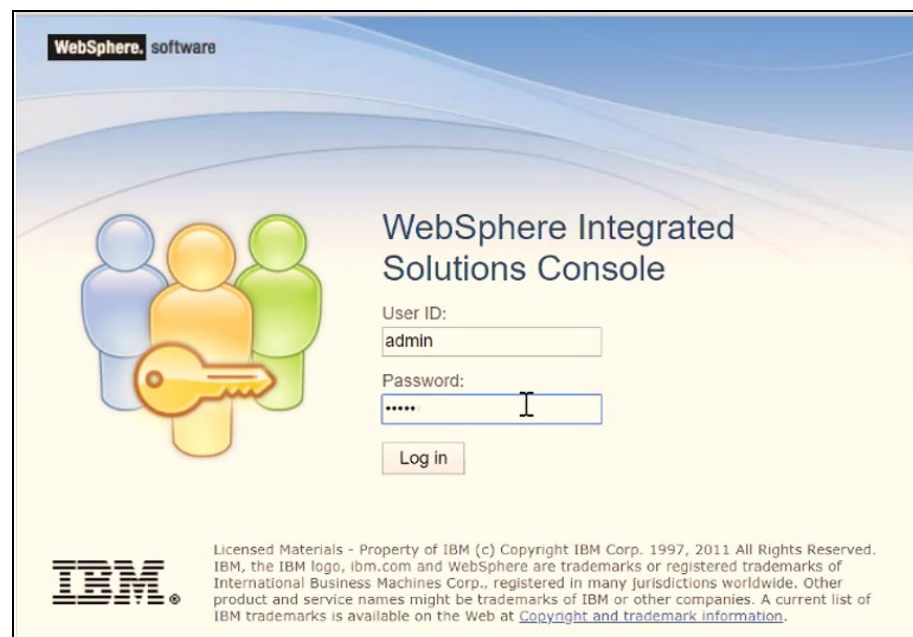 WebSphere. software
WebSphere Integrated
Solutions Console
User ID:
admin
Password:
•••••
Log in
IBM®
Licensed Materials - Property of IBM (c) Copyright IBM Corp. 1997, 2011 All Rights Reserved.
IBM, the IBM logo, ibm.com and WebSphere are trademarks or registered trademarks of
International Business Machines Corp., registered in many jurisdictions worldwide. Other
product and service names might be trademarks of IBM or other companies. A current list of
IBM trademarks is available on the Web at Copyright and trademark information.